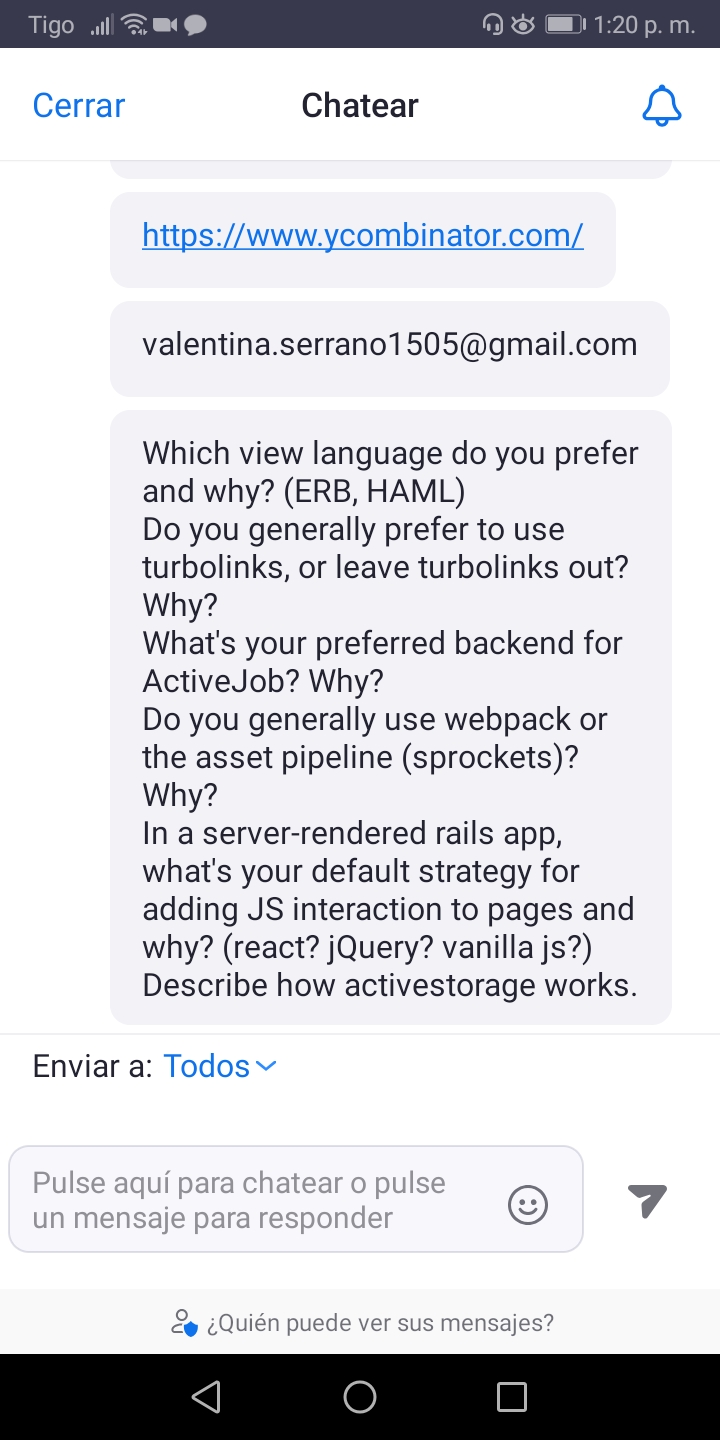 Tigo 1:20 p. m.
Cerrar Chatear
https://www.ycombinator.com/
valentina.serrano1505@gmail.com
Which view language do you prefer
and why? (ERB, HAML)
Do you generally prefer to use
turbolinks, or leave turbolinks out?
Why?
What's your preferred backend for
ActiveJob? Why?
Do you generally use webpack or
the asset pipeline (sprockets)?
Why?
In a server-rendered rails app,
what's your default strategy for
adding JS interaction to pages and
why? (react? jQuery? vanilla js?)
Describe how activestorage works.
Enviar a: Todos
Pulse aquí para chatear o pulse
un mensaje para responder
¿Quién puede ver sus mensajes?